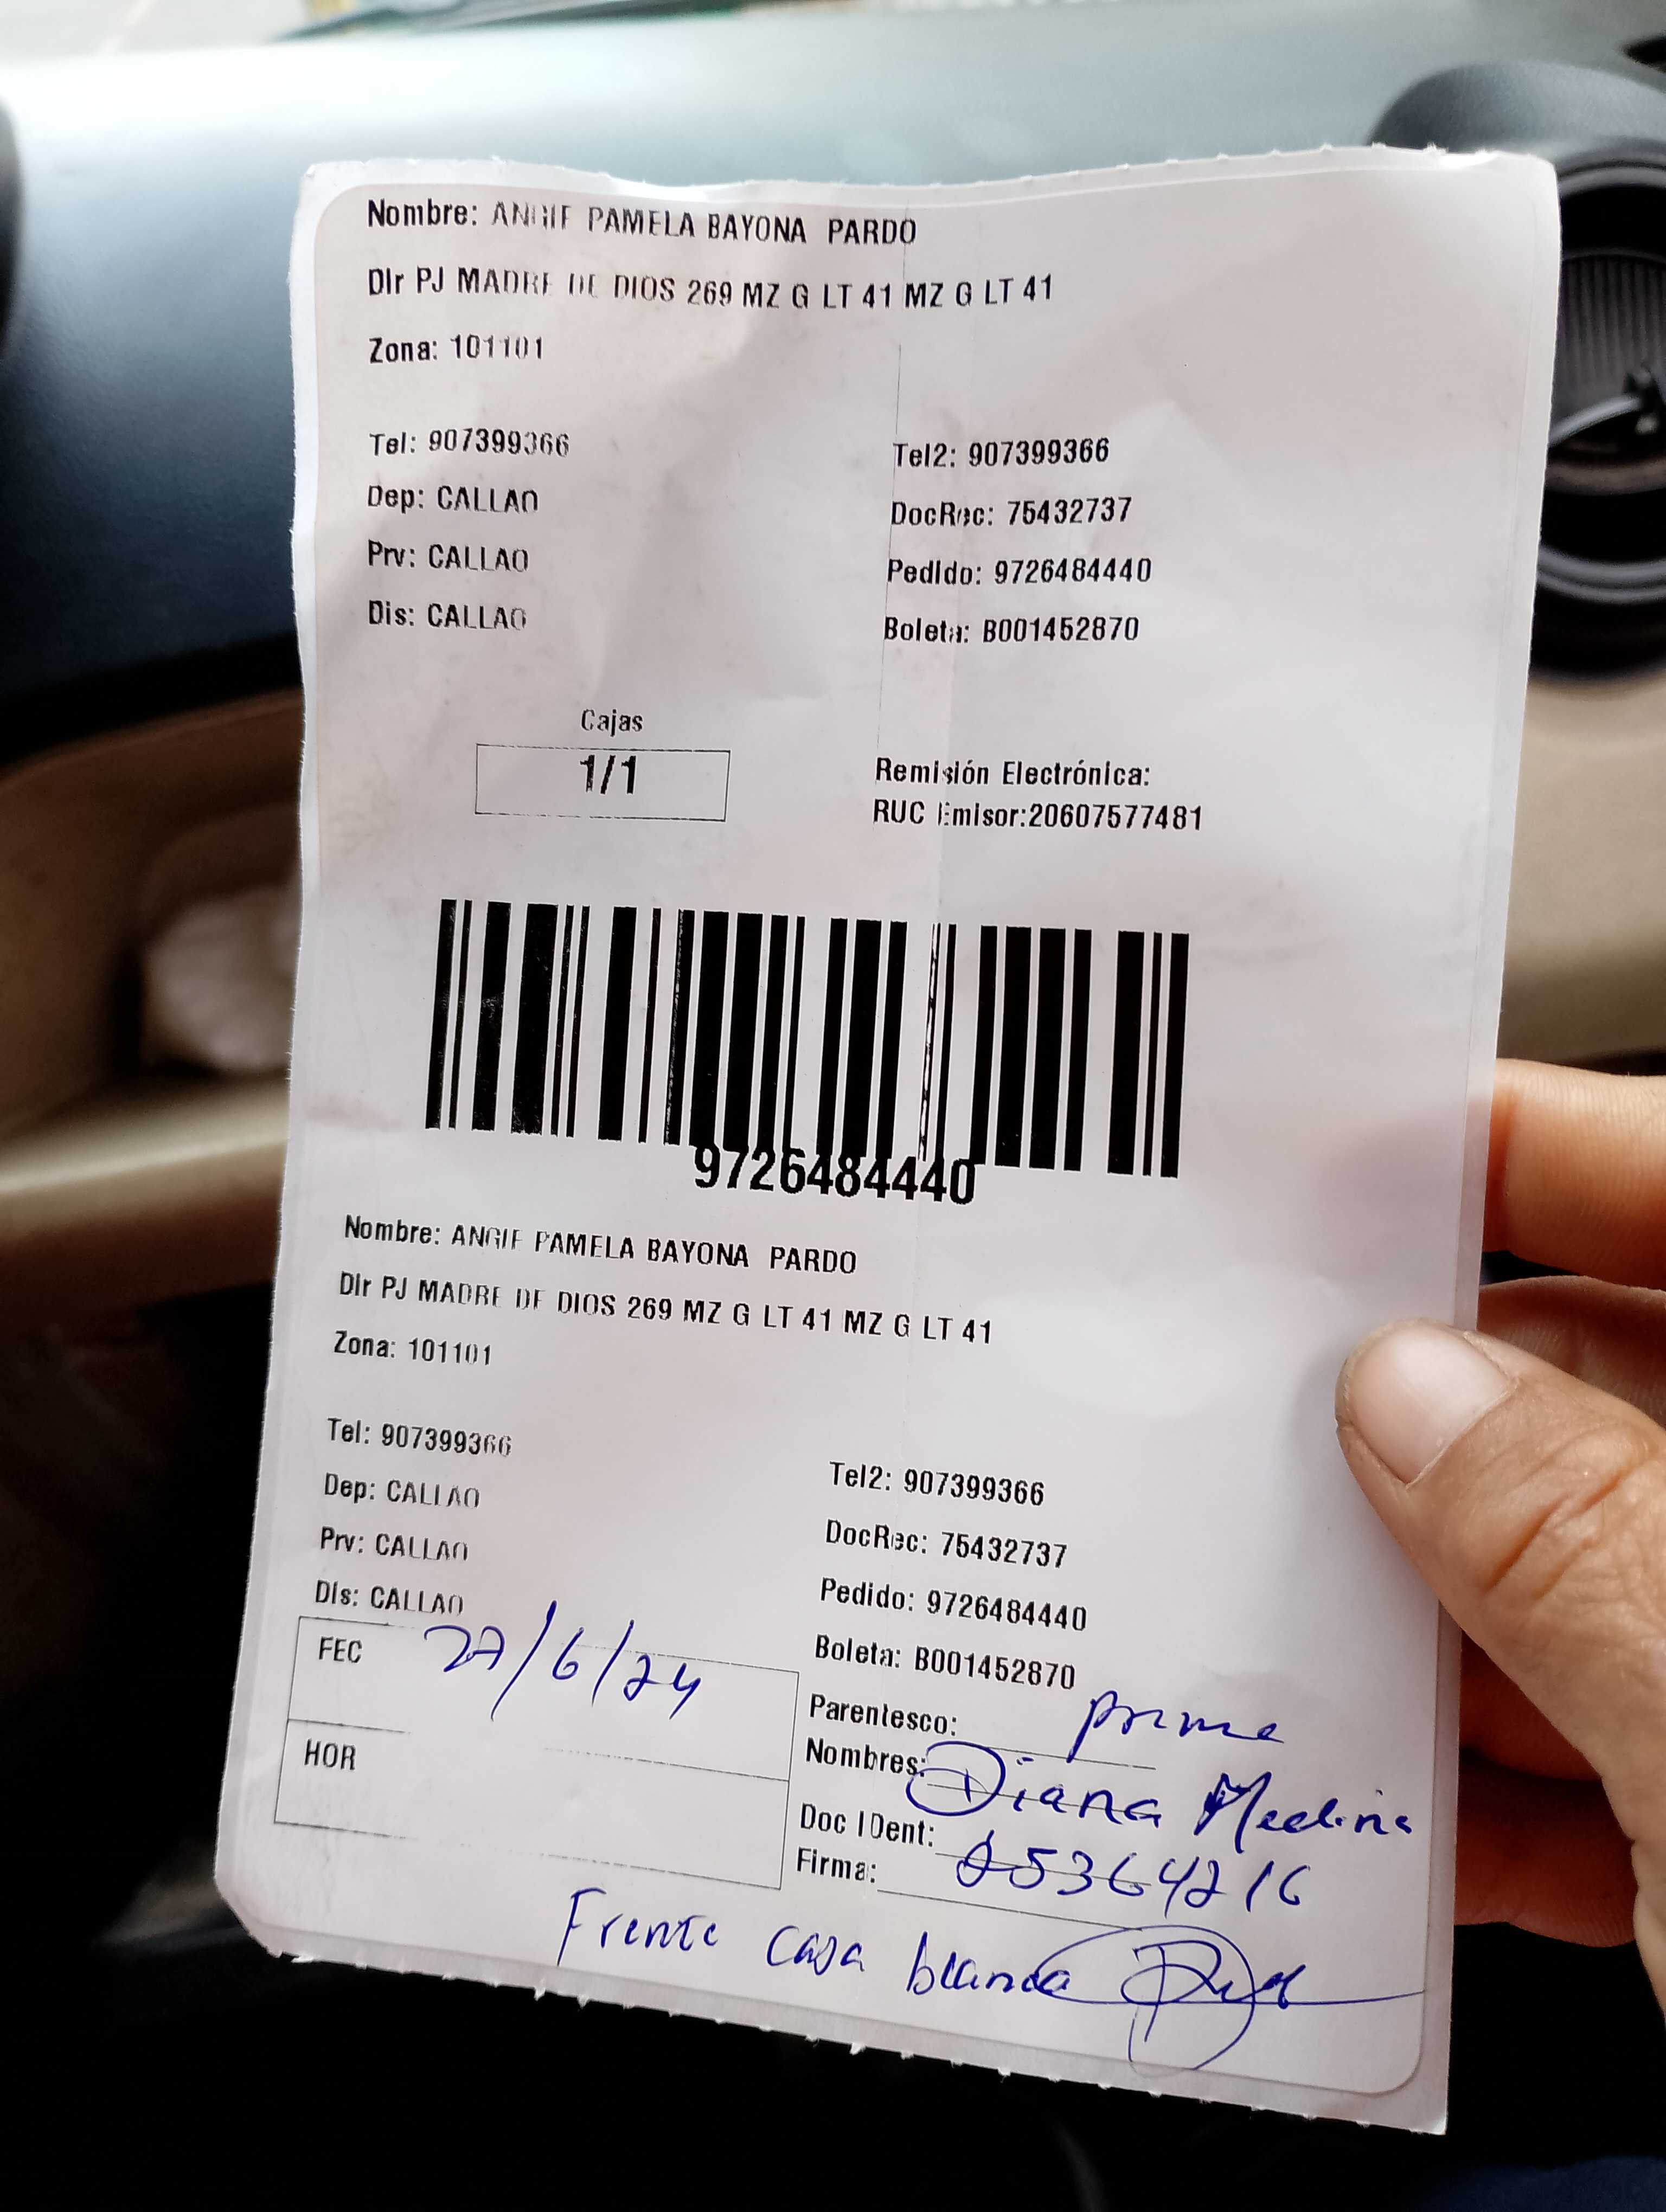 Nombre: ANGIE PAMELA BAYONA PARDO
Dir PJ MADRE DE DIOS 269 MZ G LT 41 MZ G LT 41
Zona: 101101
Tel: 907399366
Tel2: 907399366
Dep: CALLAO
DocRec: 75432737
Prv: CALLAO
Pedido: 9726484440
Dis: CALLAO
Boleta: B001452870
Cajas
1/1
Remisión Electrónica:
RUC Emisor:20607577481
9726484440
Nombre: ANGIE PAMELA BAYONA PARDO
Dir PJ MADRE DE DIOS 269 MZ G LT 41 MZ G LT 41
Zona: 101101
Tel: 907399366
Tel2: 907399366
Dep: CALLAO
DocRec: 75432737
Prv: CALLAO
Pedido: 9726484440
Dis: CALLAO
Boleta: B001452870
FEC 27/6/24
HOR
Parentesco: prima
Nombres: Diana Medina
Doc IDent: 25364216
Firma:
Frente casa blanca